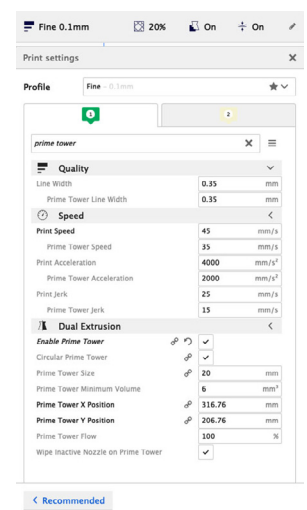 Fine 0.1mm 20% On On
Print settings X
Profile Fine - 0.1mm
1 2
prime tower X
Quality
Line Width 0.35 mm
Prime Tower Line Width 0.35 mm
Speed
Print Speed 45 mm/s
Prime Tower Speed 35 mm/s
Print Acceleration 4000 mm/s²
Prime Tower Acceleration 2000 mm/s²
Print Jerk 25 mm/s
Prime Tower Jerk 15 mm/s
Dual Extrusion
Enable Prime Tower
Circular Prime Tower
Prime Tower Size 20 mm
Prime Tower Minimum Volume 6 mm³
Prime Tower X Position 316.76 mm
Prime Tower Y Position 206.76 mm
Prime Tower Flow 100 %
Wipe Inactive Nozzle on Prime Tower
< Recommended